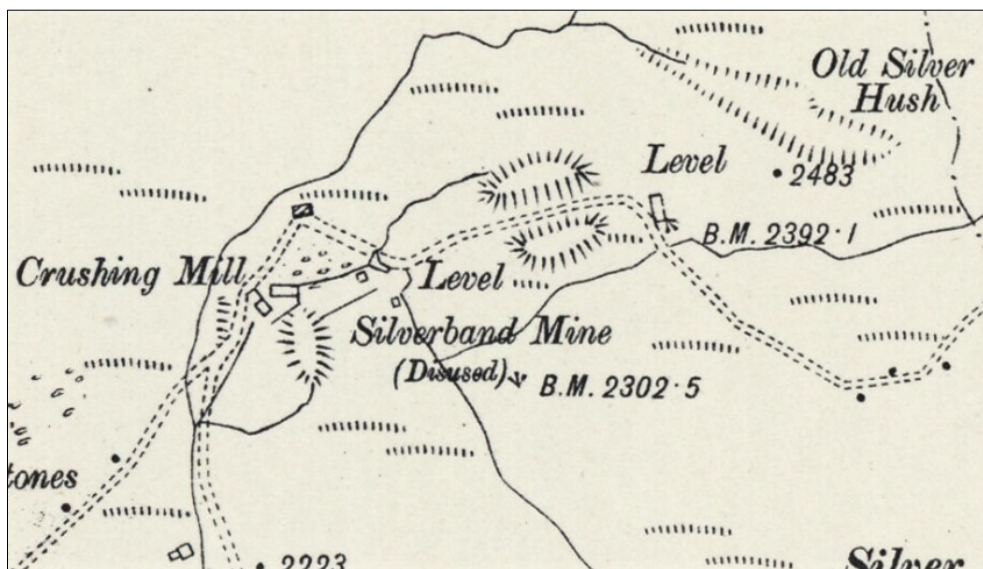 Old Silver
Hush
Level
2483
B.M. 2392·1
Crushing Mill
Level
Silverband Mine
(Disused)
B.M. 2302·5
tones
2223
Silver